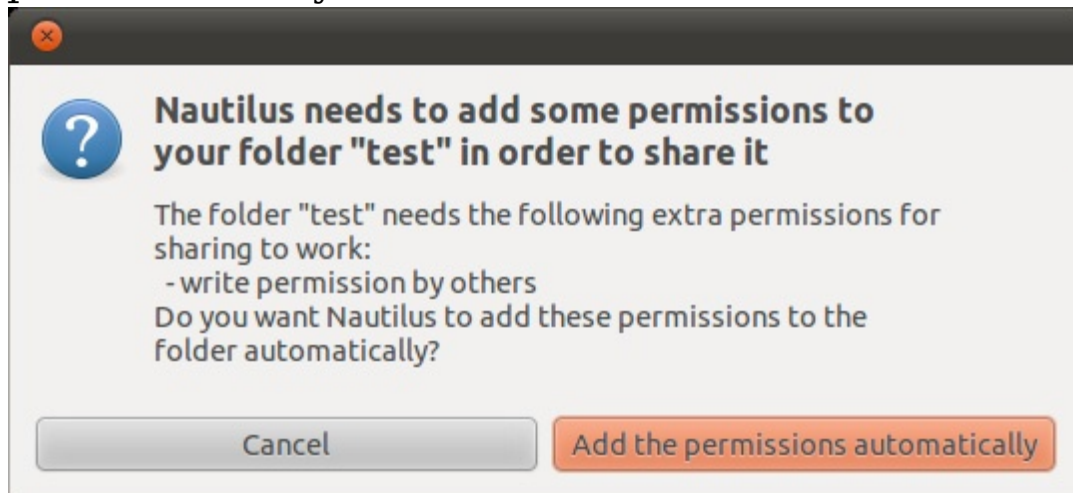 Nautilus needs to add some permissions to
your folder "test" in order to share it
The folder "test" needs the following extra permissions for
sharing to work:
- write permission by others
Do you want Nautilus to add these permissions to the
folder automatically?
Cancel
Add the permissions automatically